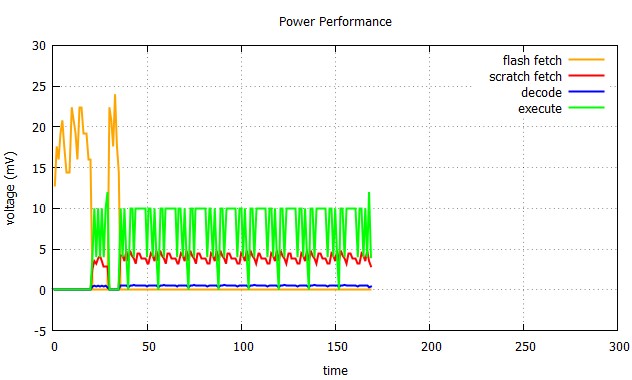 Power Performance
30
25
20
15
10
5
0
-5
voltage (mV)
flash fetch
scratch fetch
decode
execute
0 50 100 150 200 250 300
time